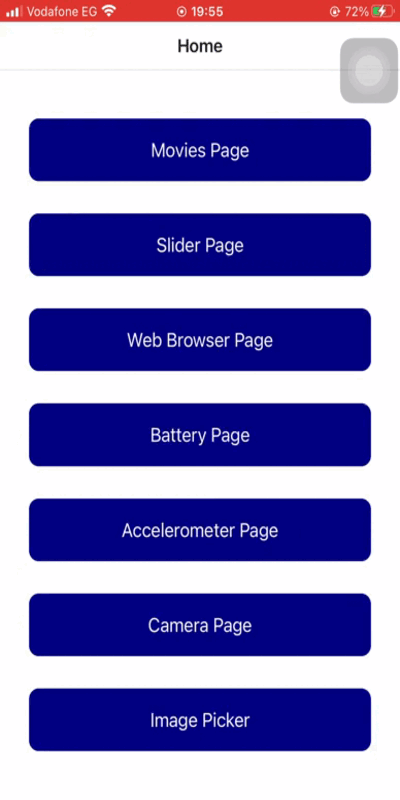 Vodafone EG 19:55 72%
Home
Movies Page
Slider Page
Web Browser Page
Battery Page
Accelerometer Page
Camera Page
Image Picker